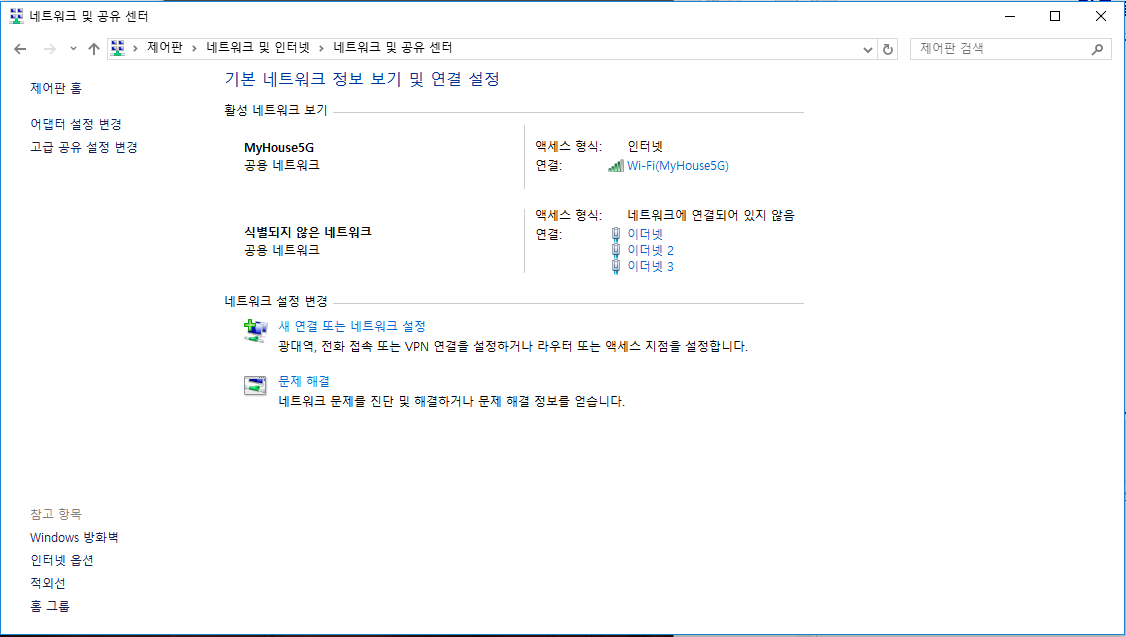 네트워크 및 공유 센터
제어판 > 네트워크 및 인터넷 > 네트워크 및 공유 센터
제어판 검색
제어판 홈
어댑터 설정 변경
고급 공유 설정 변경
기본 네트워크 정보 보기 및 연결 설정
활성 네트워크 보기
MyHouse5G
공용 네트워크
액세스 형식: 인터넷
연결: Wi-Fi(MyHouse5G)
식별되지 않은 네트워크
공용 네트워크
액세스 형식: 네트워크에 연결되어 있지 않음
연결: 이더넷
이더넷 2
이더넷 3
네트워크 설정 변경
새 연결 또는 네트워크 설정
광대역, 전화 접속 또는 VPN 연결을 설정하거나 라우터 또는 액세스 지점을 설정합니다.
문제 해결
네트워크 문제를 진단 및 해결하거나 문제 해결 정보를 얻습니다.
참고 항목
Windows 방화벽
인터넷 옵션
적외선
홈 그룹